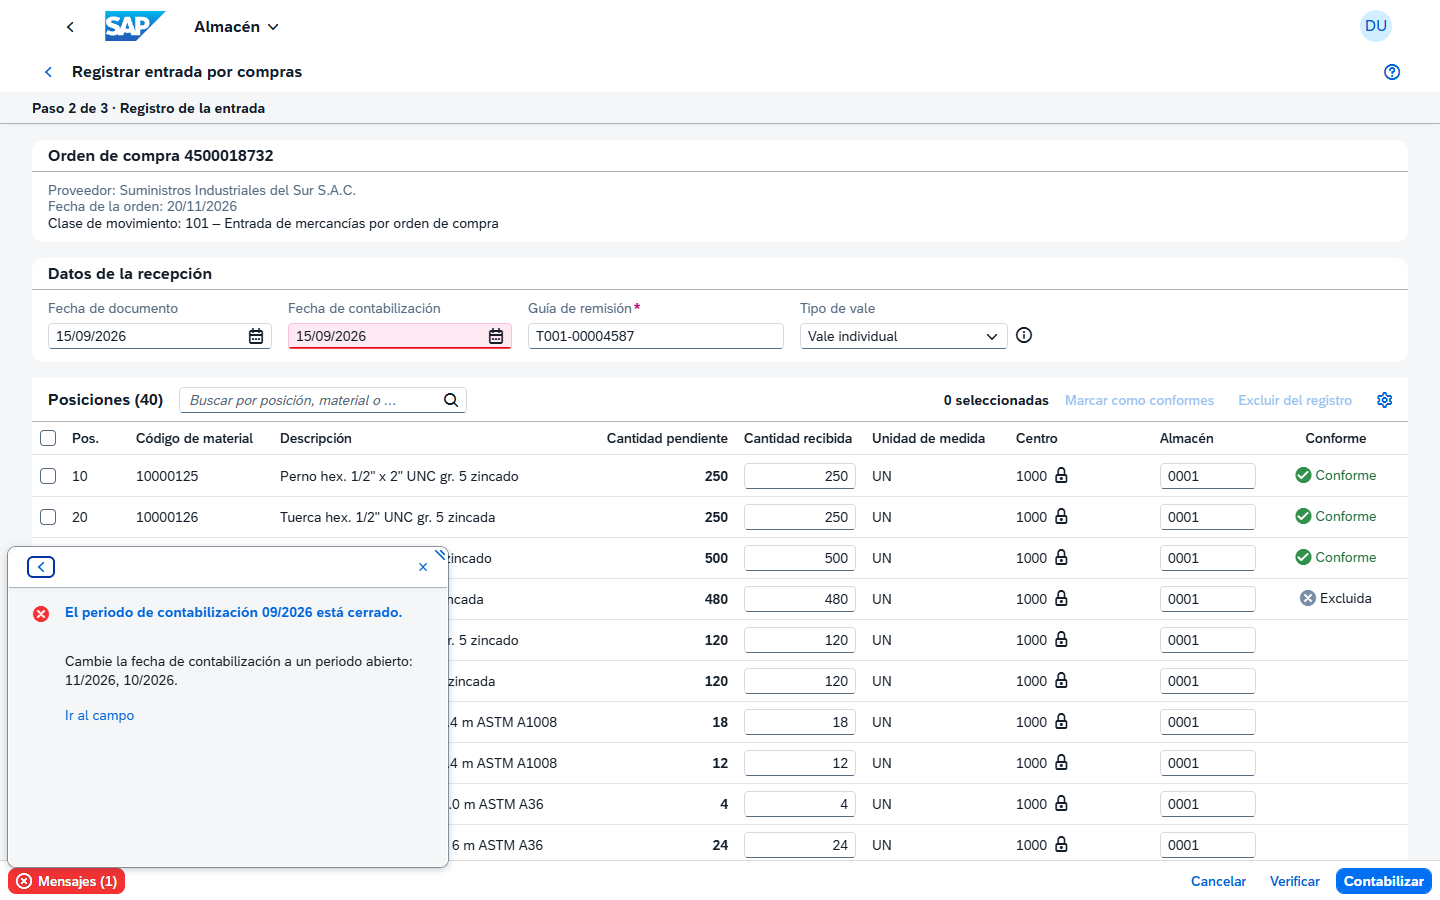 SAP
Almacén
DU
Registrar entrada por compras
Paso 2 de 3 · Registro de la entrada
Orden de compra 4500018732
Proveedor: Suministros Industriales del Sur S.A.C.
Fecha de la orden: 20/11/2026
Clase de movimiento: 101 – Entrada de mercancías por orden de compra
Datos de la recepción
Fecha de documento Fecha de contabilización Guía de remisión* Tipo de vale
15/09/2026 15/09/2026 T001-00004587 Vale individual
Posiciones (40) Buscar por posición, material o ... 0 seleccionadas Marcar como conformes Excluir del registro
Pos. Código de material Descripción Cantidad pendiente Cantidad recibida Unidad de medida Centro Almacén Conforme
10 10000125 Perno hex. 1/2" x 2" UNC gr. 5 zincado 250 250 UN 1000 0001 Conforme
20 10000126 Tuerca hex. 1/2" UNC gr. 5 zincada 250 250 UN 1000 0001 Conforme
zincado 500 500 UN 1000 0001 Conforme
ncada 480 480 UN 1000 0001 Excluida
r. 5 zincado 120 120 UN 1000 0001
zincada 120 120 UN 1000 0001
.4 m ASTM A1008 18 18 UN 1000 0001
.4 m ASTM A1008 12 12 UN 1000 0001
.0 m ASTM A36 4 4 UN 1000 0001
6 m ASTM A36 24 24 UN 1000 0001
El periodo de contabilización 09/2026 está cerrado.
Cambie la fecha de contabilización a un periodo abierto:
11/2026, 10/2026.
Ir al campo
Mensajes (1) Cancelar Verificar Contabilizar